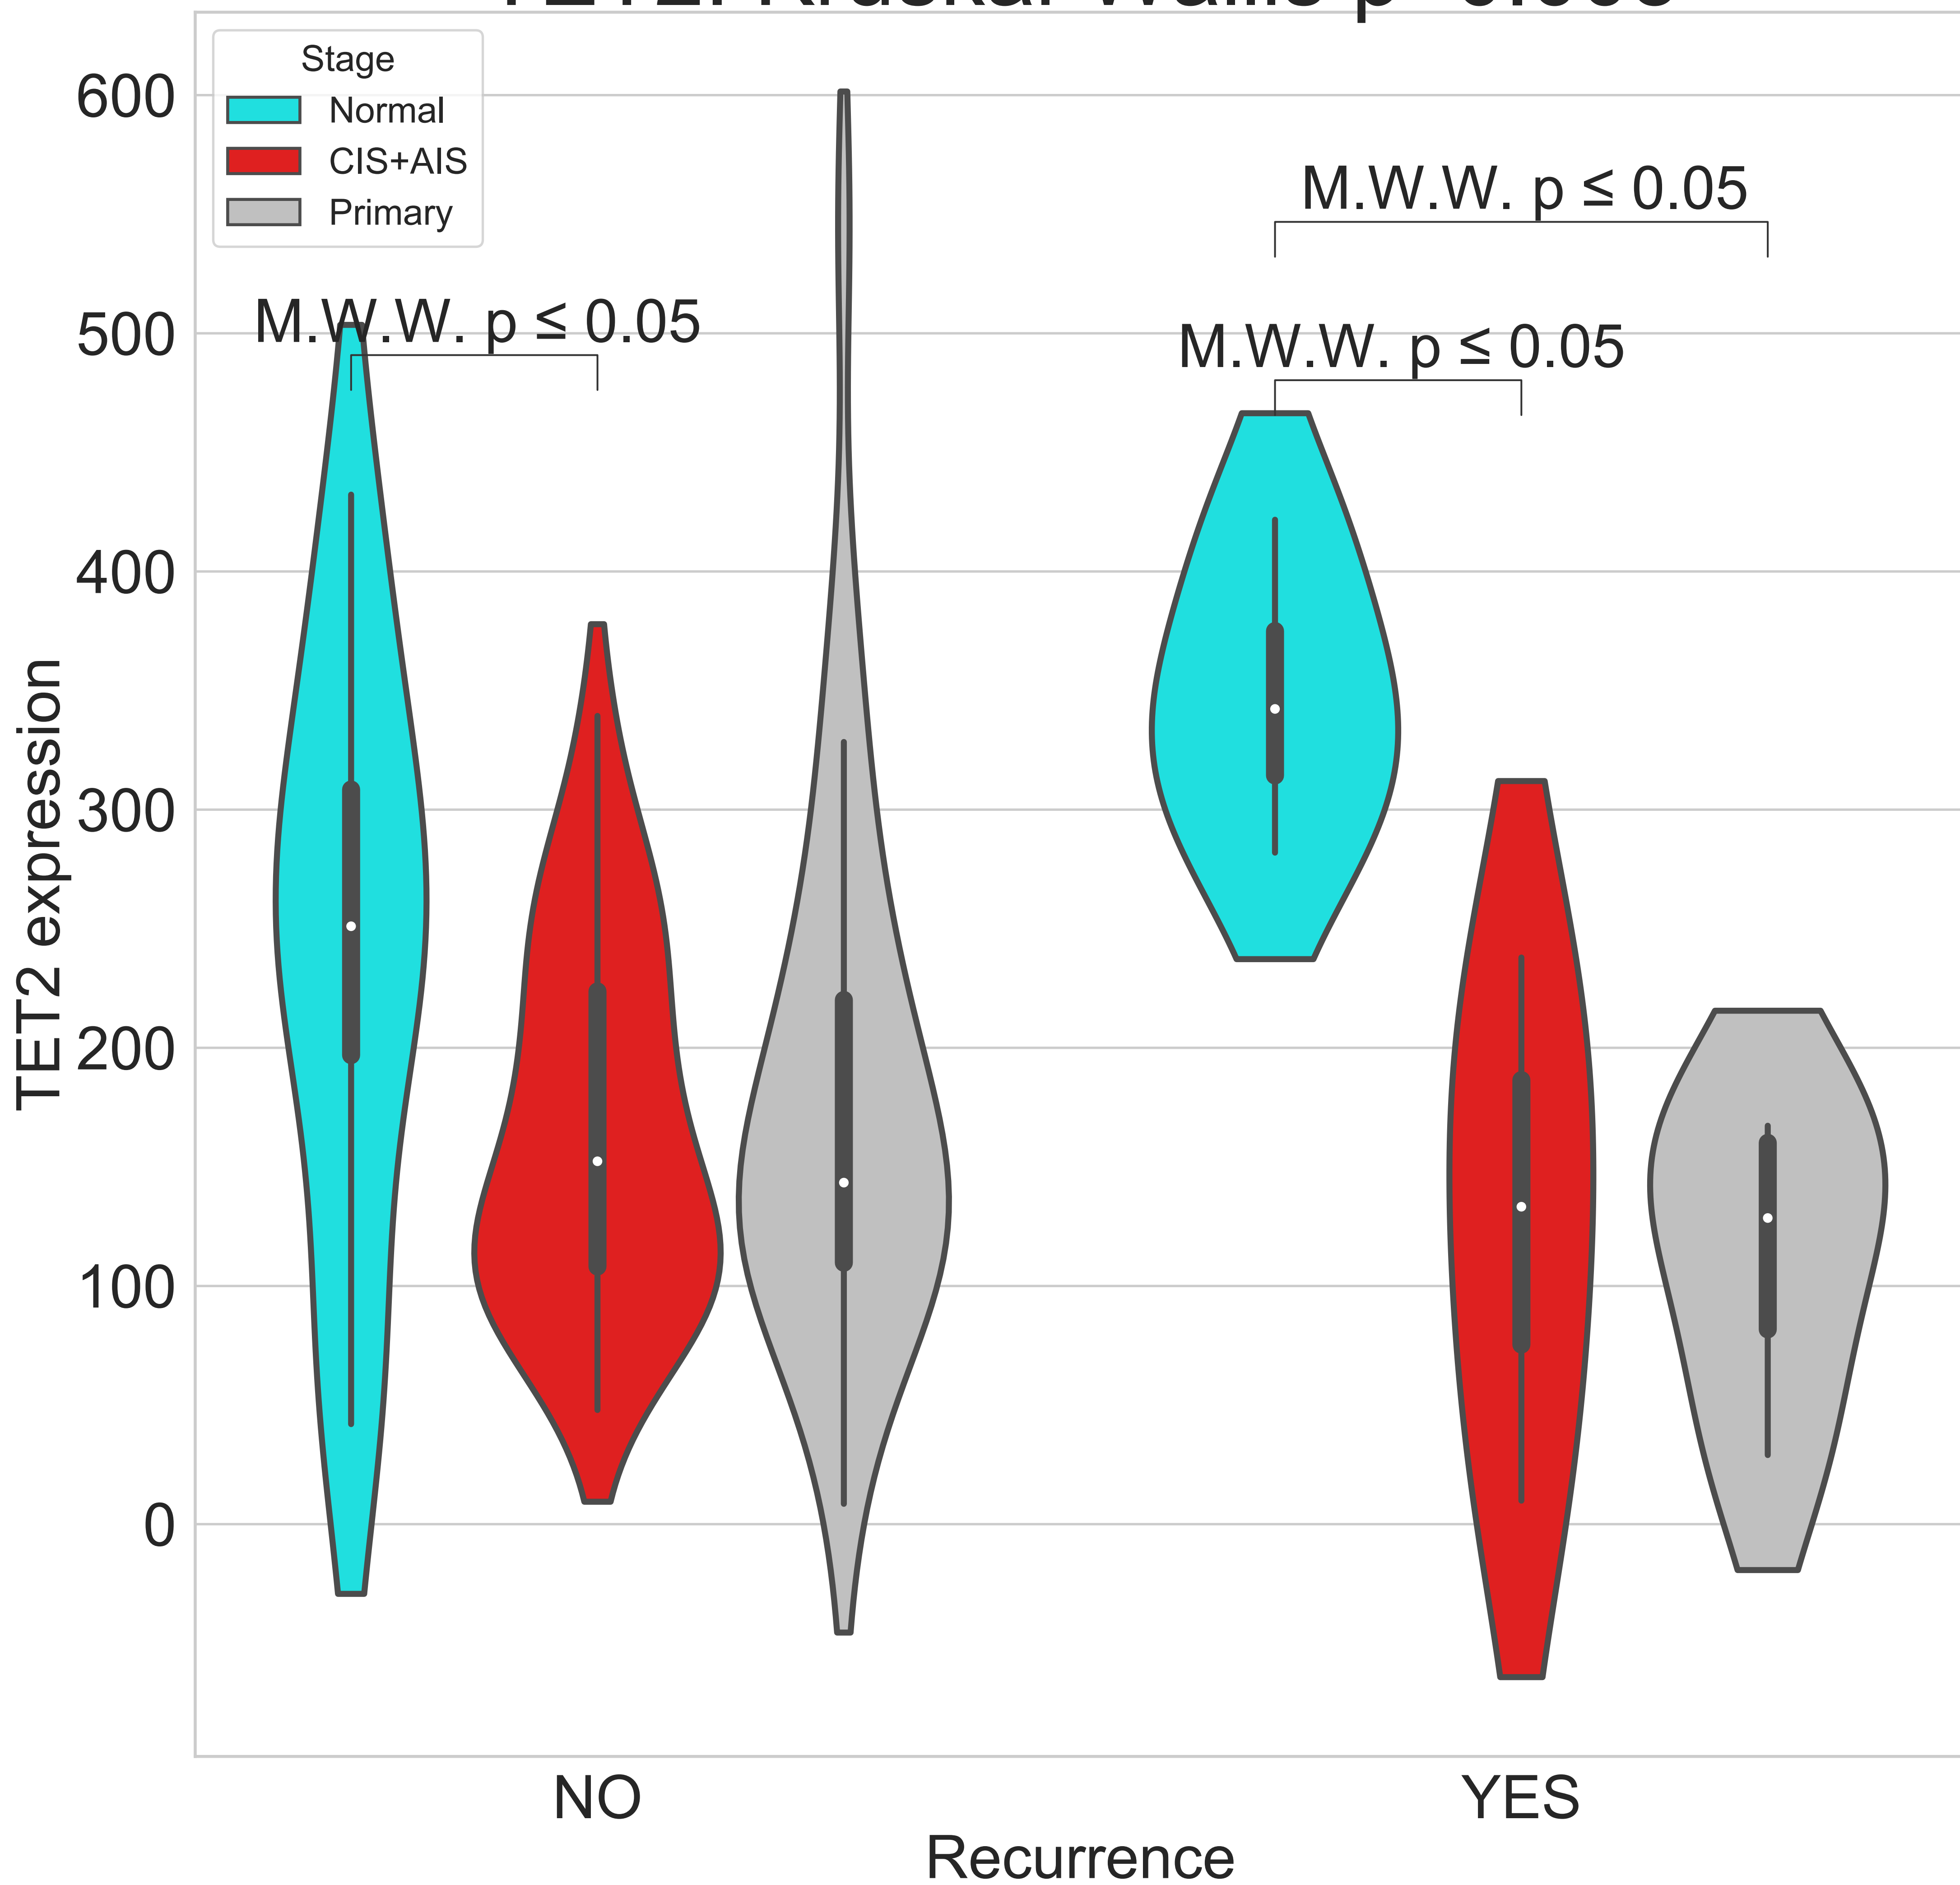 Stage
Normal
CIS+AIS
Primary
M.W.W. p ≤ 0.05
M.W.W. p ≤ 0.05
M.W.W. p ≤ 0.05
TET2 expression
600
500
400
300
200
100
0
NO
YES
Recurrence